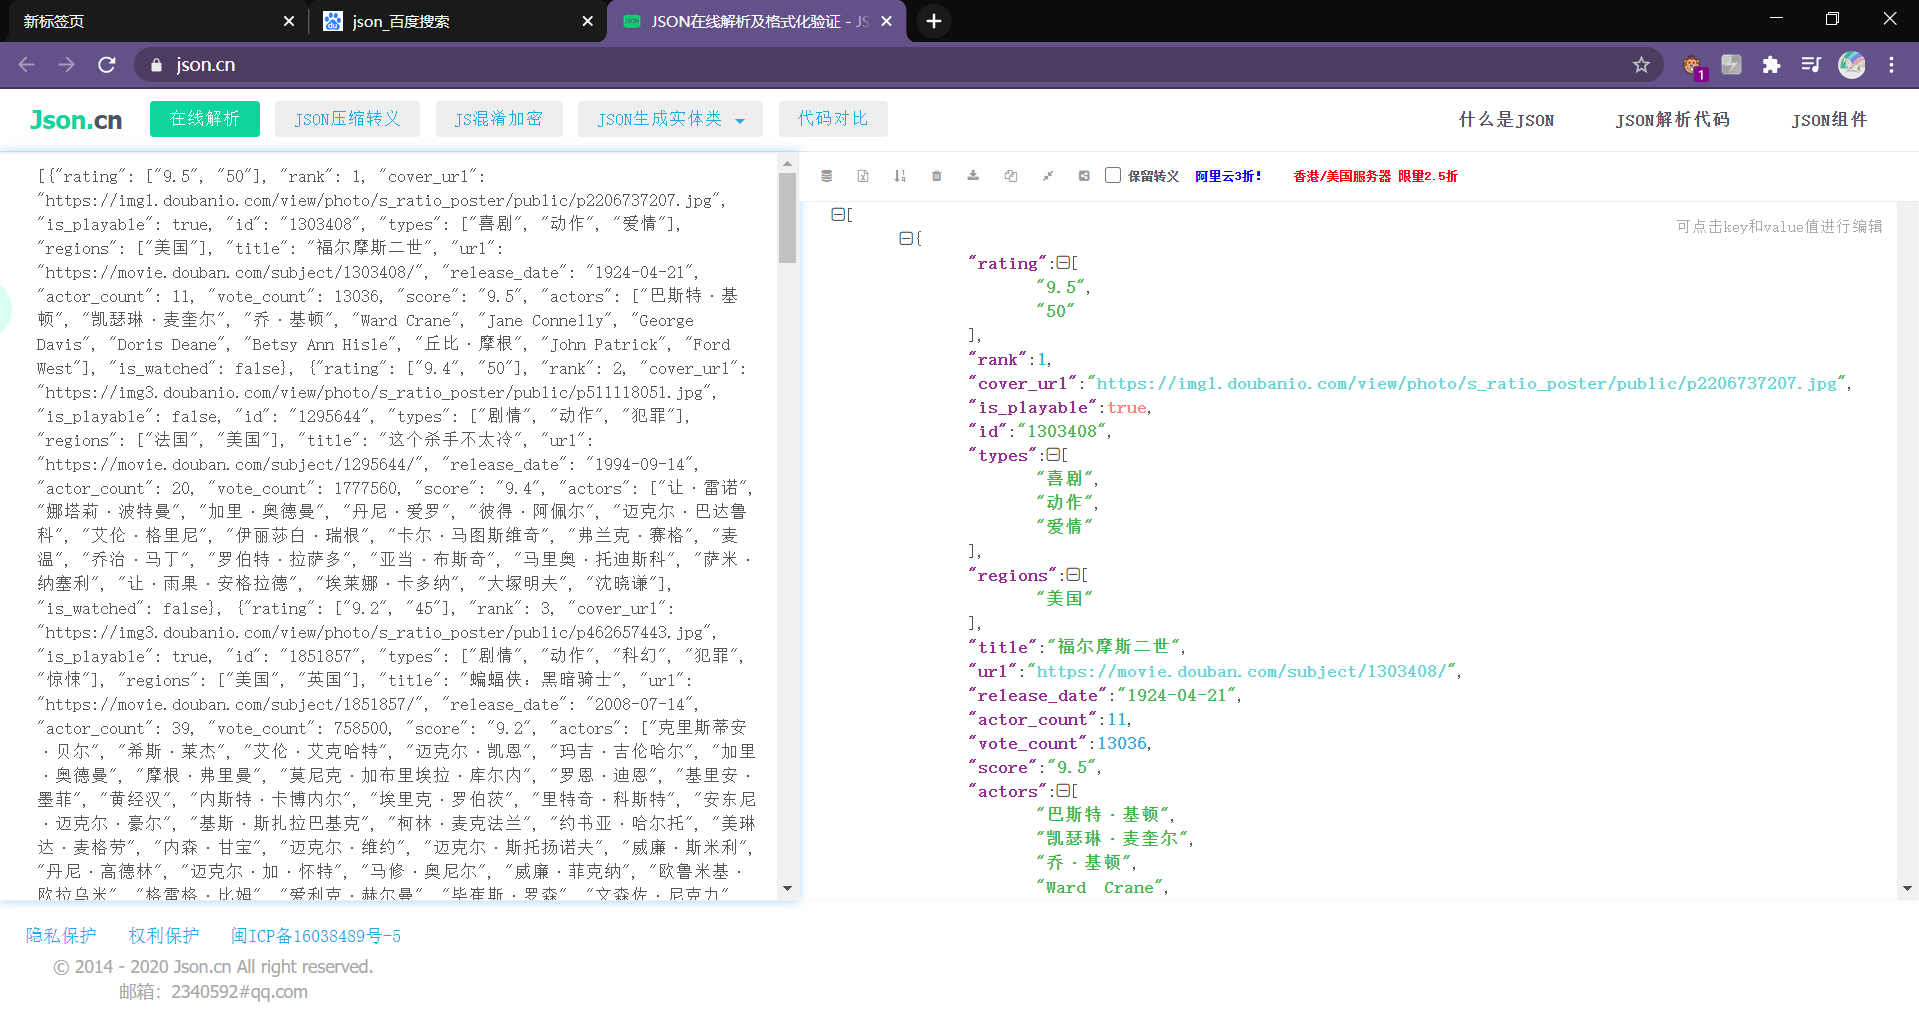 新标签页
json_百度搜索
JSON在线解析及格式化验证 - JS
json.cn
1
Json.cn
在线解析
JSON压缩转义
JS混淆加密
JSON生成实体类
代码对比
什么是JSON
JSON解析代码
JSON组件
[{"rating": ["9.5", "50"], "rank": 1, "cover_url":
"https://img1.doubanio.com/view/photo/s_ratio_poster/public/p2206737207.jpg",
"is_playable": true, "id": "1303408", "types": ["喜剧", "动作", "爱情"],
"regions": ["美国"], "title": "福尔摩斯二世", "url":
"https://movie.douban.com/subject/1303408/", "release_date": "1924-04-21",
"actor_count": 11, "vote_count": 13036, "score": "9.5", "actors": ["巴斯特·基
顿", "凯瑟琳·麦奎尔", "乔·基顿", "Ward Crane", "Jane Connelly", "George
Davis", "Doris Deane", "Betsy Ann Hisle", "丘比·摩根", "John Patrick", "Ford
West"], "is_watched": false}, {"rating": ["9.4", "50"], "rank": 2, "cover_url":
"https://img3.doubanio.com/view/photo/s_ratio_poster/public/p511118051.jpg",
"is_playable": false, "id": "1295644", "types": ["剧情", "动作", "犯罪"],
"regions": ["法国", "美国"], "title": "这个杀手不太冷", "url":
"https://movie.douban.com/subject/1295644/", "release_date": "1994-09-14",
"actor_count": 20, "vote_count": 1777560, "score": "9.4", "actors": ["让·雷诺",
"娜塔莉·波特曼", "加里·奥德曼", "丹尼·爱罗", "彼得·阿佩尔", "迈克尔·巴达鲁
科", "艾伦·格里尼", "伊丽莎白·瑞根", "卡尔·马图斯维奇", "弗兰克·赛格", "麦
温", "乔治·马丁", "罗伯特·拉萨多", "亚当·布斯奇", "马里奥·托迪斯科", "萨米·
纳塞利", "让·雨果·安格拉德", "埃莱娜·卡多纳", "大塚明夫", "沈晓谦"],
"is_watched": false}, {"rating": ["9.2", "45"], "rank": 3, "cover_url":
"https://img3.doubanio.com/view/photo/s_ratio_poster/public/p462657443.jpg",
"is_playable": true, "id": "1851857", "types": ["剧情", "动作", "科幻", "犯罪",
"惊悚"], "regions": ["美国", "英国"], "title": "蝙蝠侠：黑暗骑士", "url":
"https://movie.douban.com/subject/1851857/", "release_date": "2008-07-14",
"actor_count": 39, "vote_count": 758500, "score": "9.2", "actors": ["克里斯蒂安
·贝尔", "希斯·莱杰", "艾伦·艾克哈特", "迈克尔·凯恩", "玛吉·吉伦哈尔", "加里
·奥德曼", "摩根·弗里曼", "莫尼克·加布里埃拉·库尔内", "罗恩·迪恩", "基里安·
墨菲", "黄经汉", "内斯特·卡博内尔", "埃里克·罗伯茨", "里特奇·科斯特", "安东尼
·迈克尔·豪尔", "基斯·斯扎拉巴基克", "柯林·麦克法兰", "约书亚·哈尔托", "美琳
达·麦格劳", "内森·甘宝", "迈克尔·维约", "迈克尔·斯托扬诺夫", "威廉·斯米利",
"丹尼·高德林", "迈克尔·加·怀特", "马修·奥尼尔", "威廉·菲克纳", "欧鲁米基·
欧拉乌米", "格雷格·比姆", "爱利克·赫尔曼", "毕崔斯·罗森", "文森佐·尼克力"
保留转义
阿里云3折!
香港/美国服务器 限量2.5折
可点击key和value值进行编辑
[
{
"rating":[
"9.5",
"50"
],
"rank":1,
"cover_url":"https://img1.doubanio.com/view/photo/s_ratio_poster/public/p2206737207.jpg",
"is_playable":true,
"id":"1303408",
"types":[
"喜剧",
"动作",
"爱情"
],
"regions":[
"美国"
],
"title":"福尔摩斯二世",
"url":"https://movie.douban.com/subject/1303408/",
"release_date":"1924-04-21",
"actor_count":11,
"vote_count":13036,
"score":"9.5",
"actors":[
"巴斯特·基顿",
"凯瑟琳·麦奎尔",
"乔·基顿",
"Ward Crane",
隐私保护
权利保护
闽ICP备16038489号-5
© 2014 - 2020 Json.cn All right reserved.
邮箱：2340592#qq.com